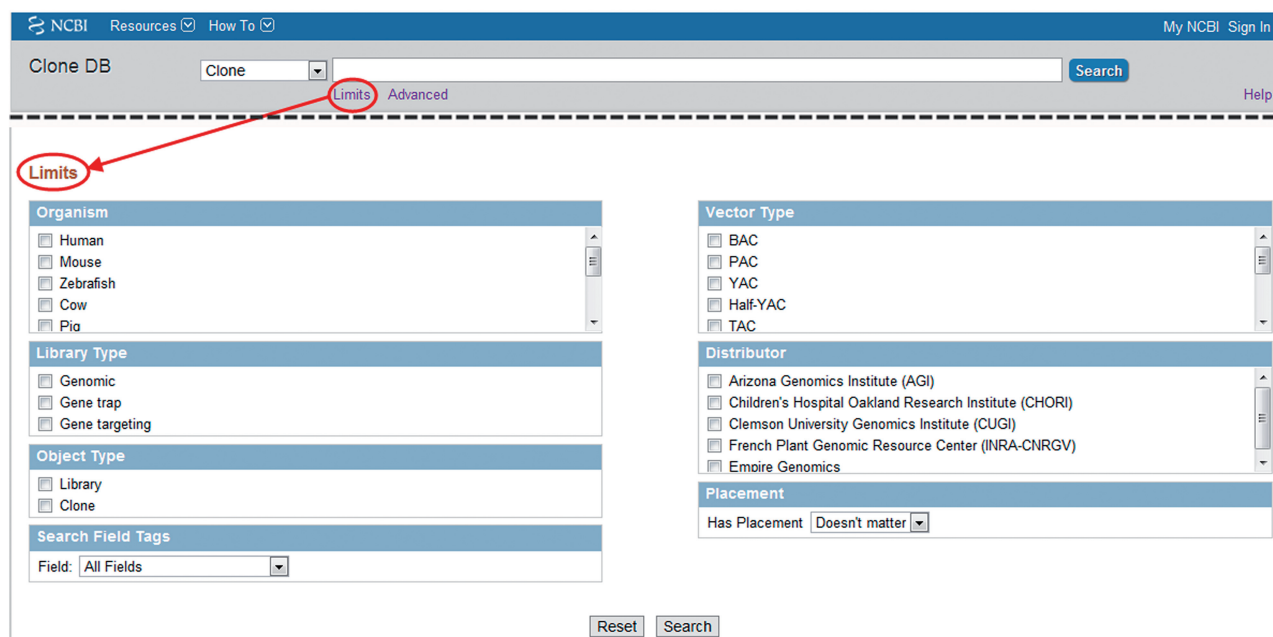 NCBI Resources How To My NCBI Sign In
Clone DB Clone Search
Limits Advanced Help
Limits
Organism
Human
Mouse
Zebrafish
Cow
Pig
Library Type
Genomic
Gene trap
Gene targeting
Object Type
Library
Clone
Search Field Tags
Field: All Fields
Vector Type
BAC
PAC
YAC
Half-YAC
TAC
Distributor
Arizona Genomics Institute (AGI)
Children's Hospital Oakland Research Institute (CHORI)
Clemson University Genomics Institute (CUGI)
French Plant Genomic Resource Center (INRA-CNRGV)
Empire Genomics
Placement
Has Placement Doesn't matter
Reset Search